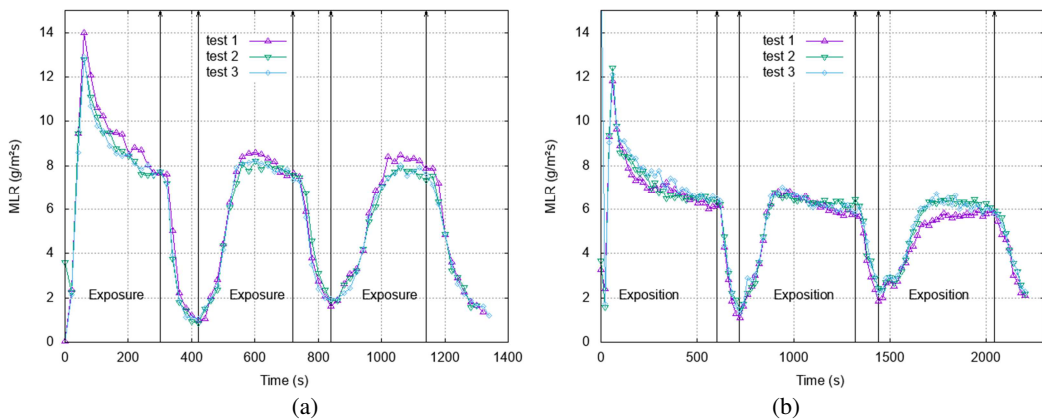 14
12
10
8
6
4
2
0
MLR (g/m²s)
test 1
test 2
test 3
Exposure Exposure Exposure
0 200 400 600 800 1000 1200 1400
Time (s)
(a)
14
12
10
8
6
4
2
0
MLR (g/m²s)
test 1
test 2
test 3
Exposition Exposition Exposition
0 500 1000 1500 2000
Time (s)
(b)